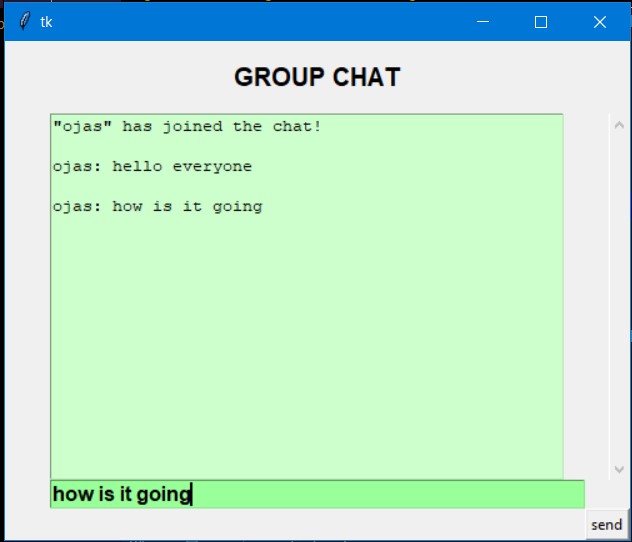 tk
GROUP CHAT
"ojas" has joined the chat!
ojas: hello everyone
ojas: how is it going
how is it going
send